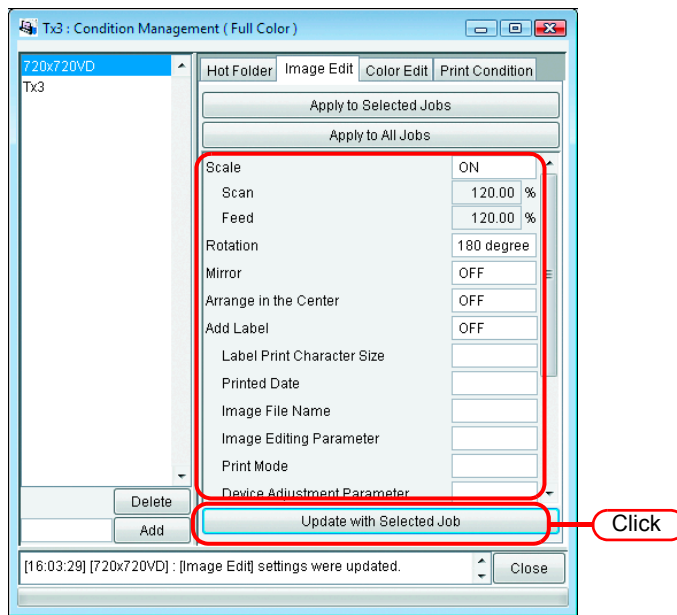 Tx3 : Condition Management ( Full Color )
720x720VD
Tx3
Hot Folder Image Edit Color Edit Print Condition
Apply to Selected Jobs
Apply to All Jobs
Scale ON
Scan 120.00 %
Feed 120.00 %
Rotation 180 degree
Mirror OFF
Arrange in the Center OFF
Add Label OFF
Label Print Character Size
Printed Date
Image File Name
Image Editing Parameter
Print Mode
Device Adjustment Parameter
Delete
Add
Update with Selected Job
Click
[16:03:29] [720x720VD] : [Image Edit] settings were updated.
Close